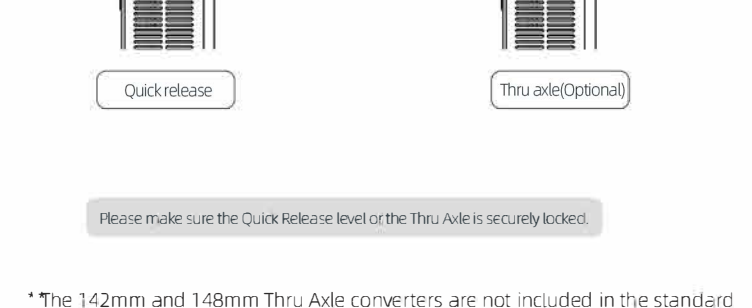 Quick release
Thru axle(Optional)
Please make sure the Quick Release level or the Thru Axle is securely locked.
**The 142mm and 148mm Thru Axle converters are not included in the standard